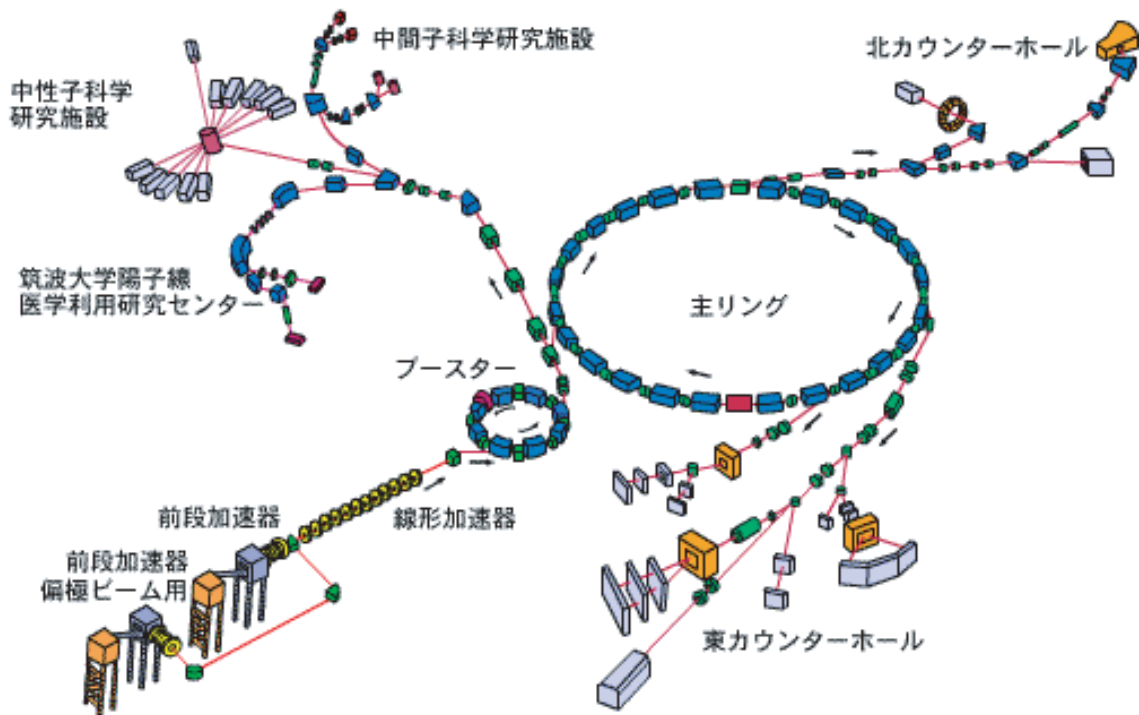 中間子科学研究施設
北カウンターホール
中性子科学
研究施設
筑波大学陽子線
医学利用研究センター
主リング
ブースター
前段加速器
線形加速器
前段加速器
偏極ビーム用
東カウンターホール